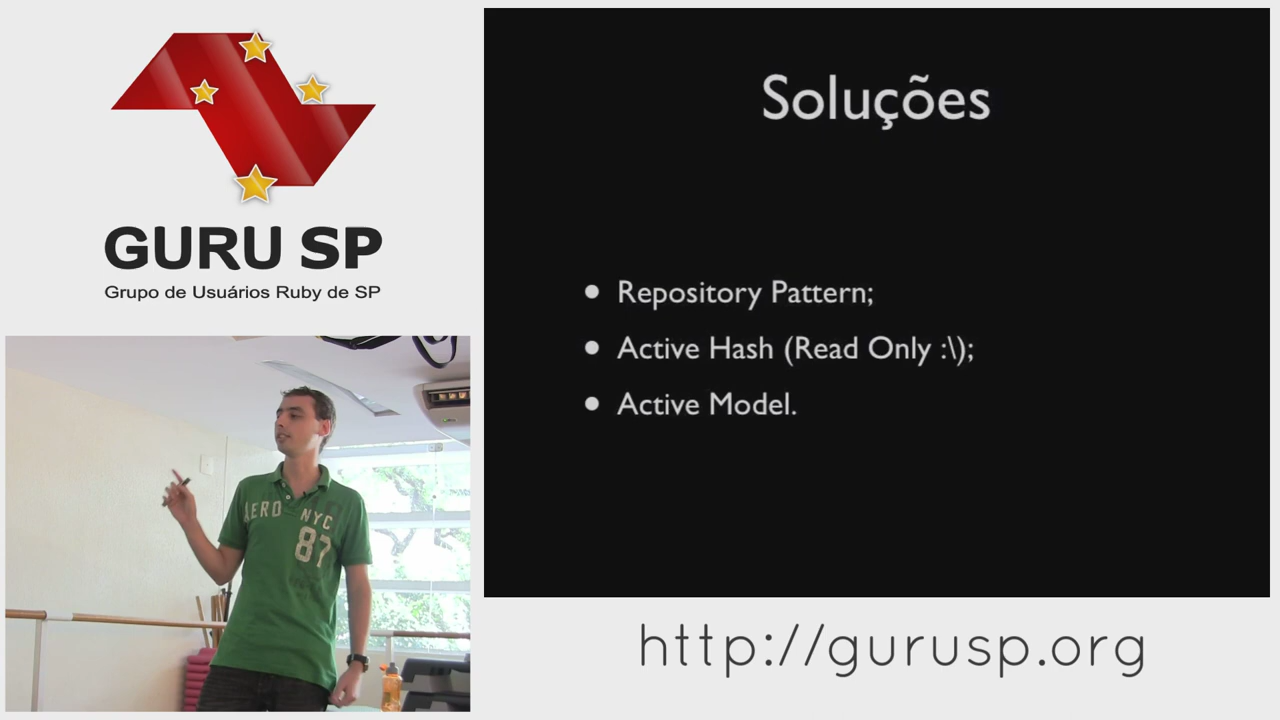 GURU SP
Grupo de Usuários Ruby de SP
AERO NYC
87
Soluções
Repository Pattern;
Active Hash (Read Only :\);
Active Model.
http://gurusp.org